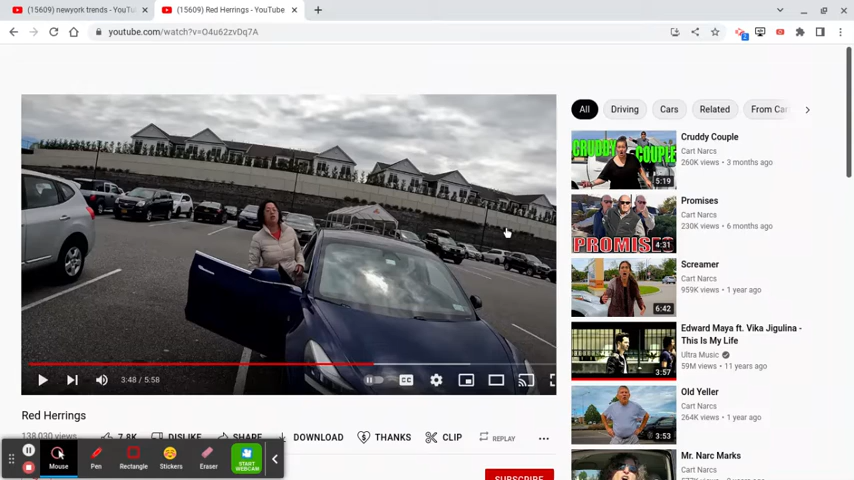 (15609) newyork trends - YouTu
(15609) Red Herrings - YouTube
youtube.com/watch?v=O4u62zvDq7A
All
Driving
Cars
Related
From Car
CRUDDY
COUPLE
5:19
Cruddy Couple
Cart Narcs
260K views • 3 months ago
PROMISES
4:31
Promises
Cart Narcs
230K views • 6 months ago
6:42
Screamer
Cart Narcs
959K views • 1 year ago
3:57
Edward Maya ft. Vika Jigulina -
This Is My Life
Ultra Music
59M views • 11 years ago
3:53
Old Yeller
Cart Narcs
264K views • 1 year ago
Mr. Narc Marks
Cart Narcs
3:48 / 5:58
CC
Red Herrings
138,030 views
7.8K
DISLIKE
SHARE
DOWNLOAD
THANKS
CLIP
REPLAY
SUBSCRIBE
Mouse
Pen
Rectangle
Stickers
Eraser
START
WEBCAM